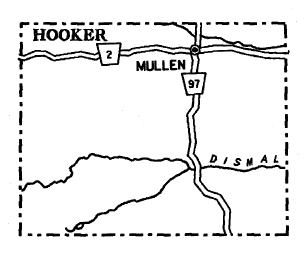 HOOKER
2
MULLEN
97
DISMAL